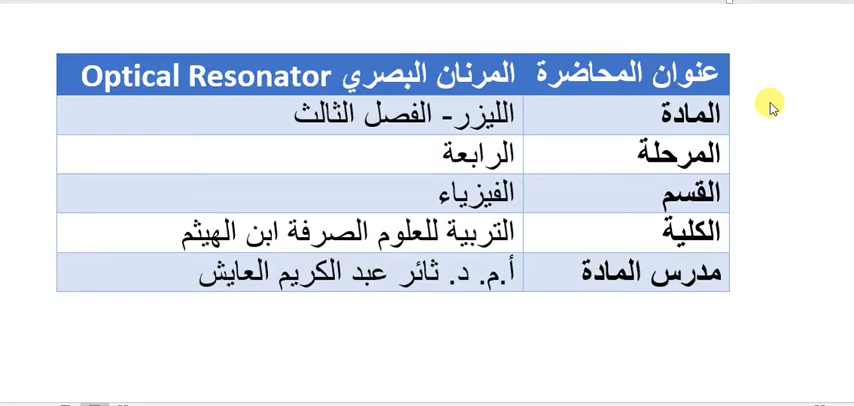 عنوان المحاضرة المرنان البصري Optical Resonator
المادة الليزر- الفصل الثالث
المرحلة الرابعة
القسم الفيزياء
الكلية التربية للعلوم الصرفة ابن الهيثم
مدرس المادة أ.م. د. ثائر عبد الكريم العايش